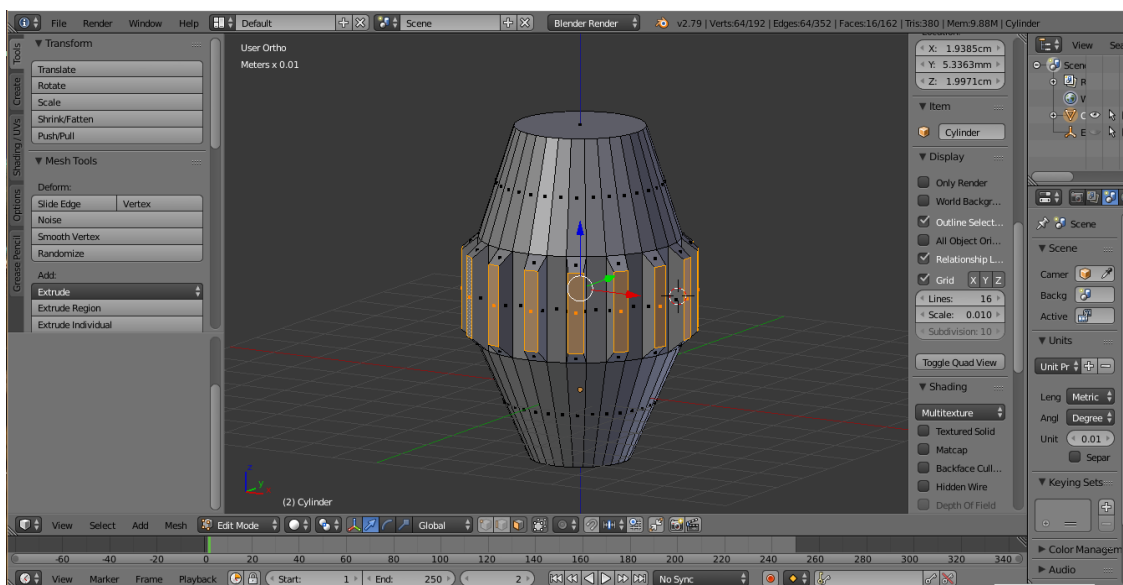 File Render Window Help Default Scene Blender Render v2.79 | Verts:64/192 | Edges:64/352 | Faces:16/162 | Tris:380 | Mem:9.88M | Cylinder
Tools
Create
Shading / UVs
Options
Grease Pencil
Transform
Translate
Rotate
Scale
Shrink/Fatten
Push/Pull
Mesh Tools
Deform:
Slide Edge Vertex
Noise
Smooth Vertex
Randomize
Add:
Extrude
Extrude Region
Extrude Individual
User Ortho
Meters x 0.01
z
y
(2) Cylinder
X: 1.9385cm
Y: 5.3363mm
Z: 1.9971cm
Item
Cylinder
Display
Only Render
World Backgr...
Outline Select...
All Object Ori...
Relationship L...
Grid X Y Z
Lines: 16
Scale: 0.010
Subdivision: 10
Toggle Quad View
Shading
Multitexture
Textured Solid
Matcap
Backface Cull...
Hidden Wire
Depth Of Field
View Sea
Scen
R
C
E
Scene
Scene
Camer
Backg
Active
Units
Unit Pr
Leng Metric
Angl Degree
Unit 0.01
Separ
Keying Sets
Color Managem
Audio
View Select Add Mesh Edit Mode Global
-60 -40 -20 0 20 40 60 80 100 120 140 160 180 200 220 240 260 280 300 320 340
View Marker Frame Playback Start: 1 End: 250 2 No Sync